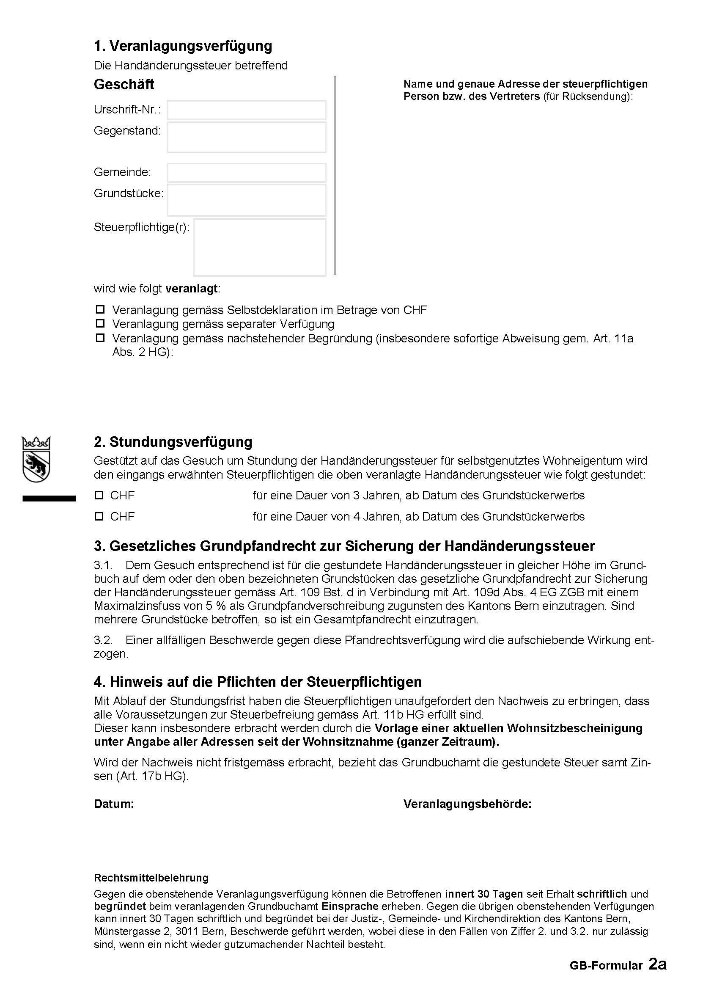 1. Veranlagungsverfügung
Die Handänderungssteuer betreffend
Geschäft
Urschrift-Nr.:
Gegenstand:
Gemeinde:
Grundstücke:
Steuerpflichtige(r):
Name und genaue Adresse der steuerpflichtigen
Person bzw. des Vertreters (für Rücksendung):
wird wie folgt veranlagt:
Veranlagung gemäss Selbstdeklaration im Betrage von CHF
Veranlagung gemäss separater Verfügung
Veranlagung gemäss nachstehender Begründung (insbesondere sofortige Abweisung gem. Art. 11a
Abs. 2 HG):
2. Stundungsverfügung
Gestützt auf das Gesuch um Stundung der Handänderungssteuer für selbstgenutztes Wohneigentum wird
den eingangs erwähnten Steuerpflichtigen die oben veranlagte Handänderungssteuer wie folgt gestundet:
CHF für eine Dauer von 3 Jahren, ab Datum des Grundstückerwerbs
CHF für eine Dauer von 4 Jahren, ab Datum des Grundstückerwerbs
3. Gesetzliches Grundpfandrecht zur Sicherung der Handänderungssteuer
3.1. Dem Gesuch entsprechend ist für die gestundete Handänderungssteuer in gleicher Höhe im Grund-
buch auf dem oder den oben bezeichneten Grundstücken das gesetzliche Grundpfandrecht zur Sicherung
der Handänderungssteuer gemäss Art. 109 Bst. d in Verbindung mit Art. 109d Abs. 4 EG ZGB mit einem
Maximalzinsfuss von 5 % als Grundpfandverschreibung zugunsten des Kantons Bern einzutragen. Sind
mehrere Grundstücke betroffen, so ist ein Gesamtpfandrecht einzutragen.
3.2. Einer allfälligen Beschwerde gegen diese Pfandrechtsverfügung wird die aufschiebende Wirkung ent-
zogen.
4. Hinweis auf die Pflichten der Steuerpflichtigen
Mit Ablauf der Stundungsfrist haben die Steuerpflichtigen unaufgefordert den Nachweis zu erbringen, dass
alle Voraussetzungen zur Steuerbefreiung gemäss Art. 11b HG erfüllt sind.
Dieser kann insbesondere erbracht werden durch die Vorlage einer aktuellen Wohnsitzbescheinigung
unter Angabe aller Adressen seit der Wohnsitznahme (ganzer Zeitraum).
Wird der Nachweis nicht fristgemäss erbracht, bezieht das Grundbuchamt die gestundete Steuer samt Zin-
sen (Art. 17b HG).
Datum: Veranlagungsbehörde:
Rechtsmittelbelehrung
Gegen die obenstehende Veranlagungsverfügung können die Betroffenen innert 30 Tagen seit Erhalt schriftlich und
begründet beim veranlagenden Grundbuchamt Einsprache erheben. Gegen die übrigen obenstehenden Verfügungen
kann innert 30 Tagen schriftlich und begründet bei der Justiz-, Gemeinde- und Kirchendirektion des Kantons Bern,
Münstergasse 2, 3011 Bern, Beschwerde geführt werden, wobei diese in den Fällen von Ziffer 2. und 3.2. nur zulässig
sind, wenn ein nicht wieder gutzumachender Nachteil besteht.
GB-Formular 2a